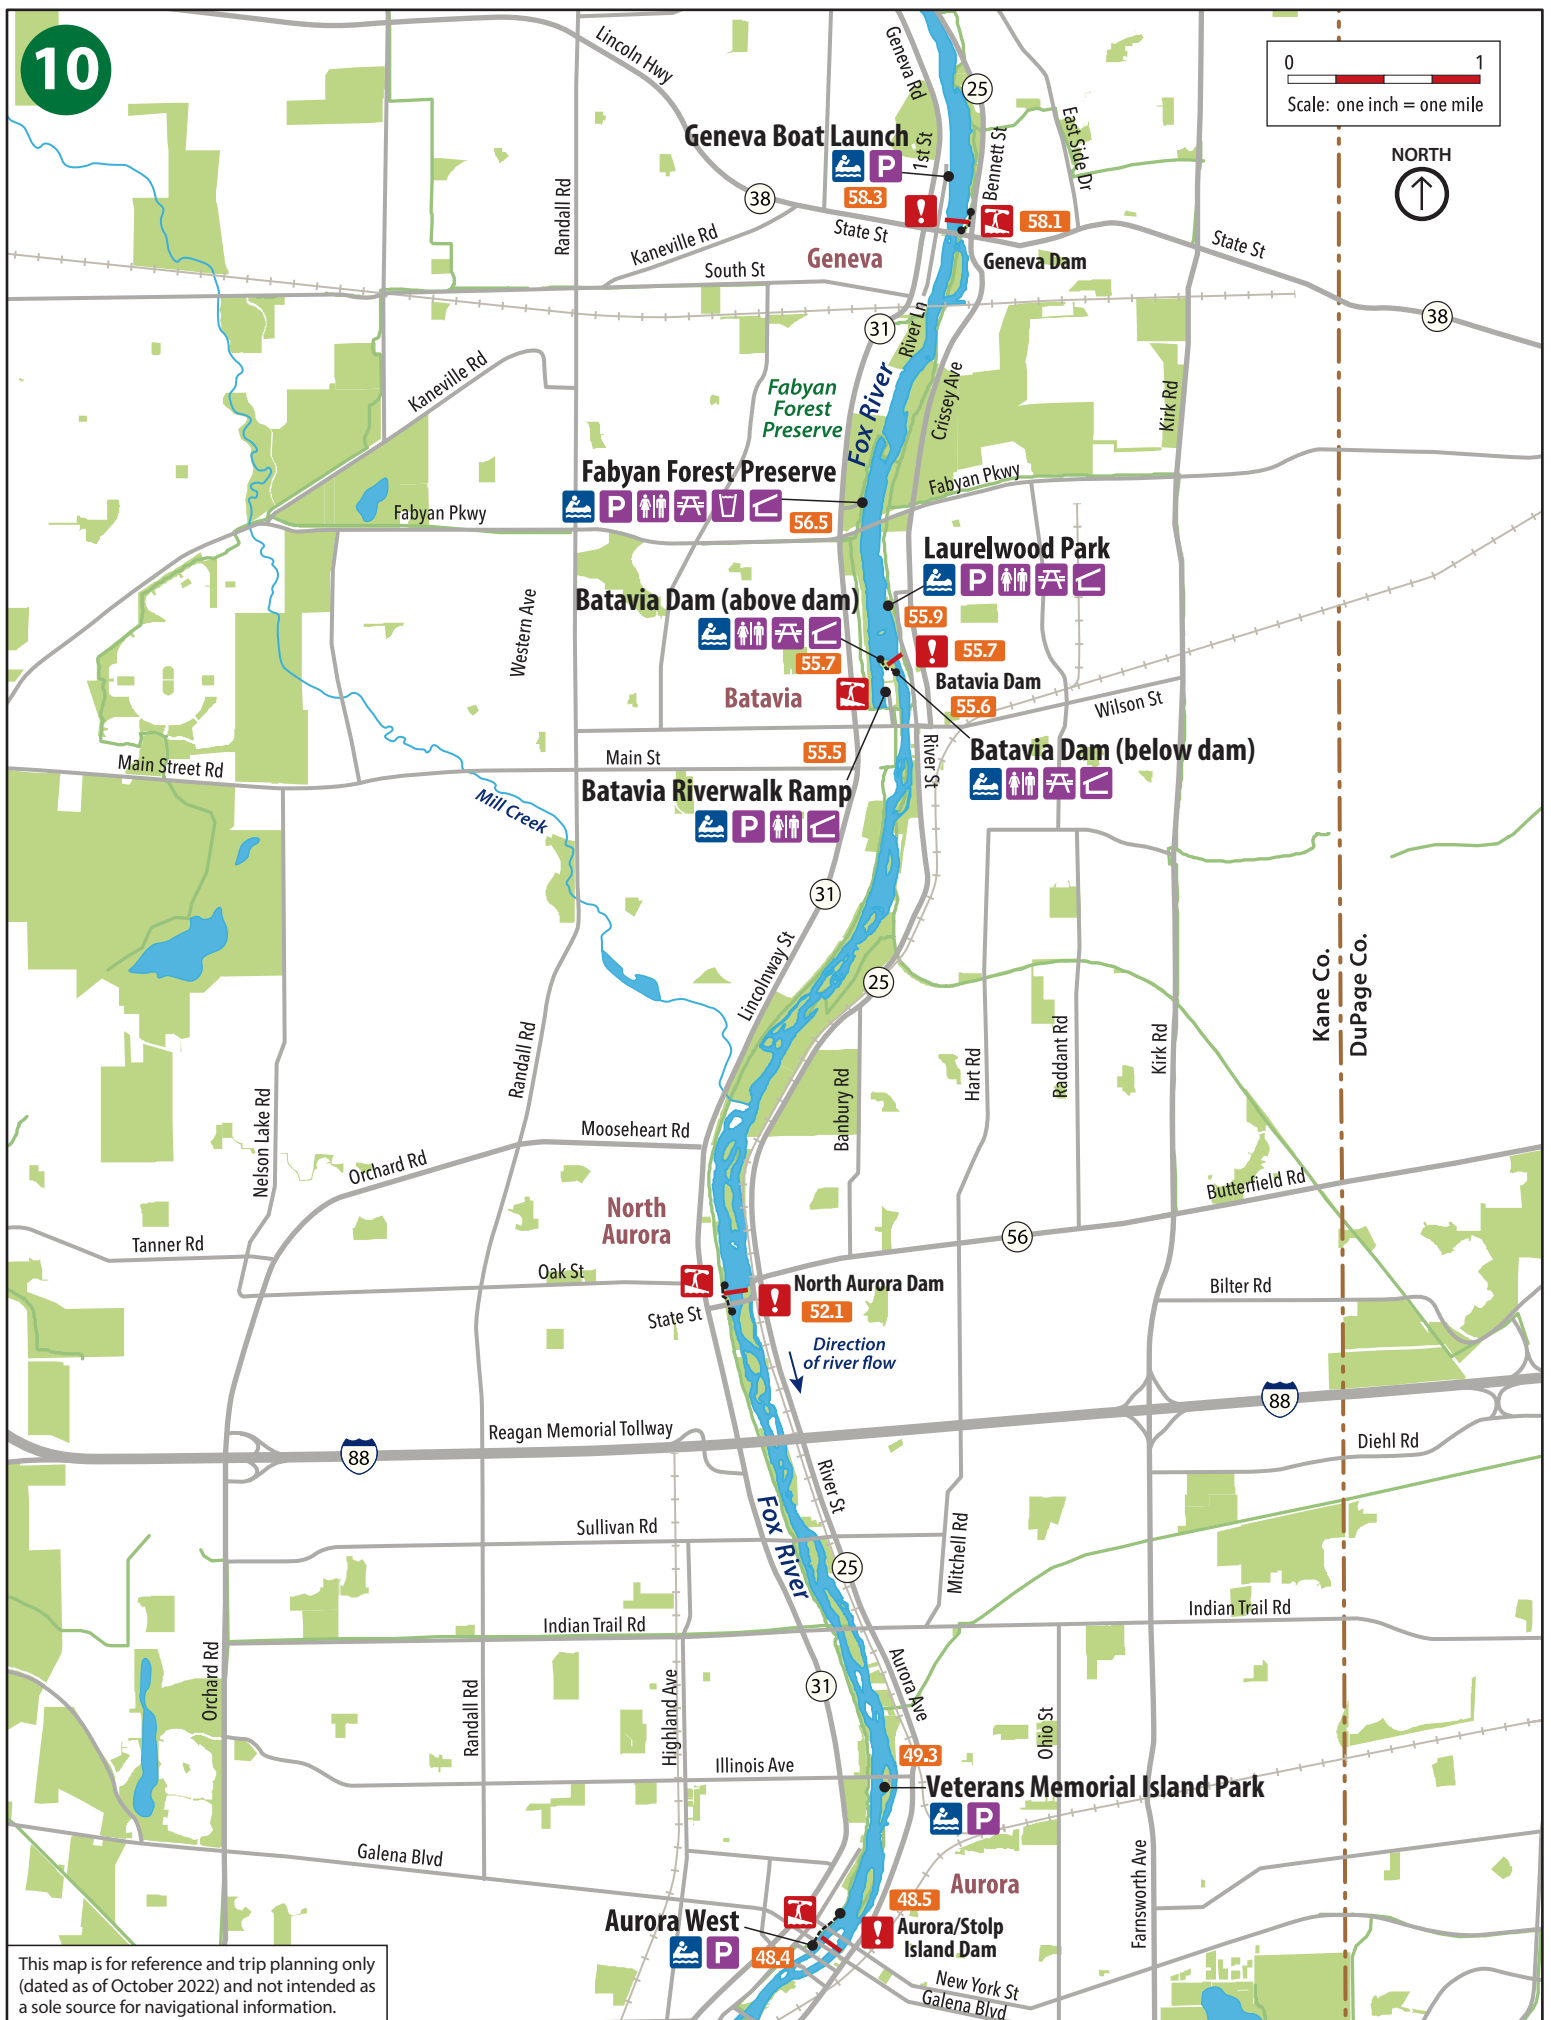 10
0 1
Scale: one inch = one mile
NORTH
Lincoln Hwy
Geneva Rd
25
East Side Dr
Bennett St
1st St
Geneva Boat Launch
P
58.3
!
58.1
Geneva Dam
Randall Rd
38
Kaneville Rd
State St
Geneva
South St
State St
38
31
River Ln
Fox River
Crissey Ave
Kirk Rd
Kaneville Rd
Fabyan
Forest
Preserve
Fabyan Forest Preserve
P
56.5
Fabyan Pkwy
Fabyan Pkwy
Laurelwood Park
P
55.9
Batavia Dam (above dam)
55.7
!
55.7
Batavia Dam
55.6
Western Ave
Batavia
Wilson St
Batavia Dam (below dam)
River St
55.5
Main St
Main Street Rd
Batavia Riverwalk Ramp
P
Mill Creek
31
Lincolnway St
25
Kane Co.
DuPage Co.
Randall Rd
Nelson Lake Rd
Banbury Rd
Hart Rd
Raddant Rd
Kirk Rd
Mooseheart Rd
Orchard Rd
Butterfield Rd
North
Aurora
56
Tanner Rd
Oak St
North Aurora Dam
!
52.1
Bilter Rd
State St
Direction
of river flow
88
Reagan Memorial Tollway
88
Diehl Rd
River St
Fox River
Sullivan Rd
25
Mitchell Rd
Indian Trail Rd
Indian Trail Rd
Orchard Rd
Randall Rd
Highland Ave
31
Aurora Ave
Ohio St
49.3
Illinois Ave
Veterans Memorial Island Park
P
Galena Blvd
Farnsworth Ave
Aurora
48.5
Aurora West
P
48.4
!
Aurora/Stolp
Island Dam
New York St
Galena Blvd
This map is for reference and trip planning only
(dated as of October 2022) and not intended as
a sole source for navigational information.